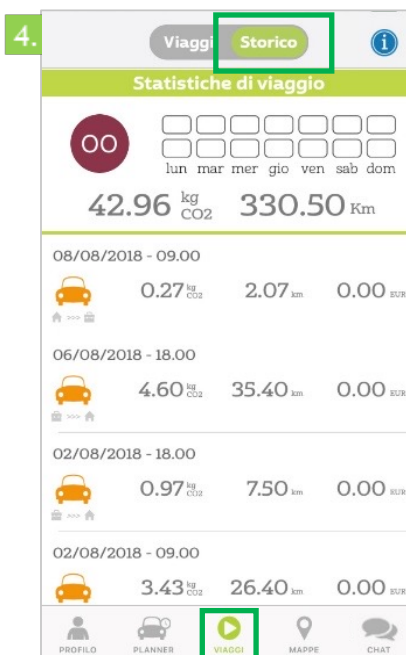 4.
Viaggi Storico i
Statistiche di viaggio
00
lun mar mer gio ven sab dom
42.96 kg CO2 330.50 Km
08/08/2018 - 09.00
0.27 kg CO2 2.07 km 0.00 EUR
>>>
06/08/2018 - 18.00
4.60 kg CO2 35.40 km 0.00 EUR
>>>
02/08/2018 - 18.00
0.97 kg CO2 7.50 km 0.00 EUR
>>>
02/08/2018 - 09.00
3.43 kg CO2 26.40 km 0.00 EUR
PROFILO PLANNER VIAGGI MAPPE CHAT